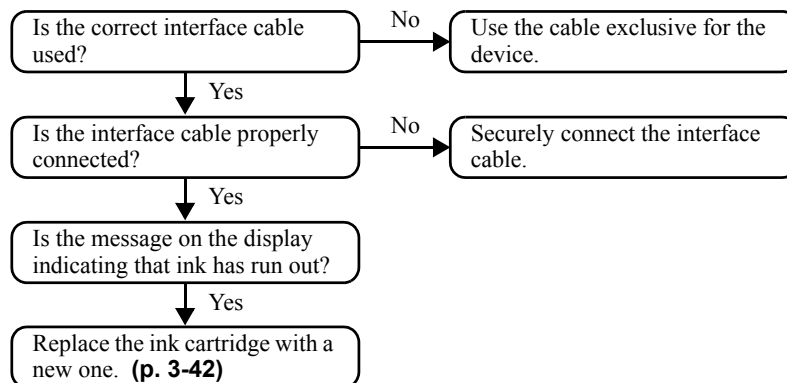 Is the correct interface cable
used?
No
Use the cable exclusive for the
device.
Yes
Is the interface cable properly
connected?
No
Securely connect the interface
cable.
Yes
Is the message on the display
indicating that ink has run out?
Yes
Replace the ink cartridge with a
new one. (p. 3-42)